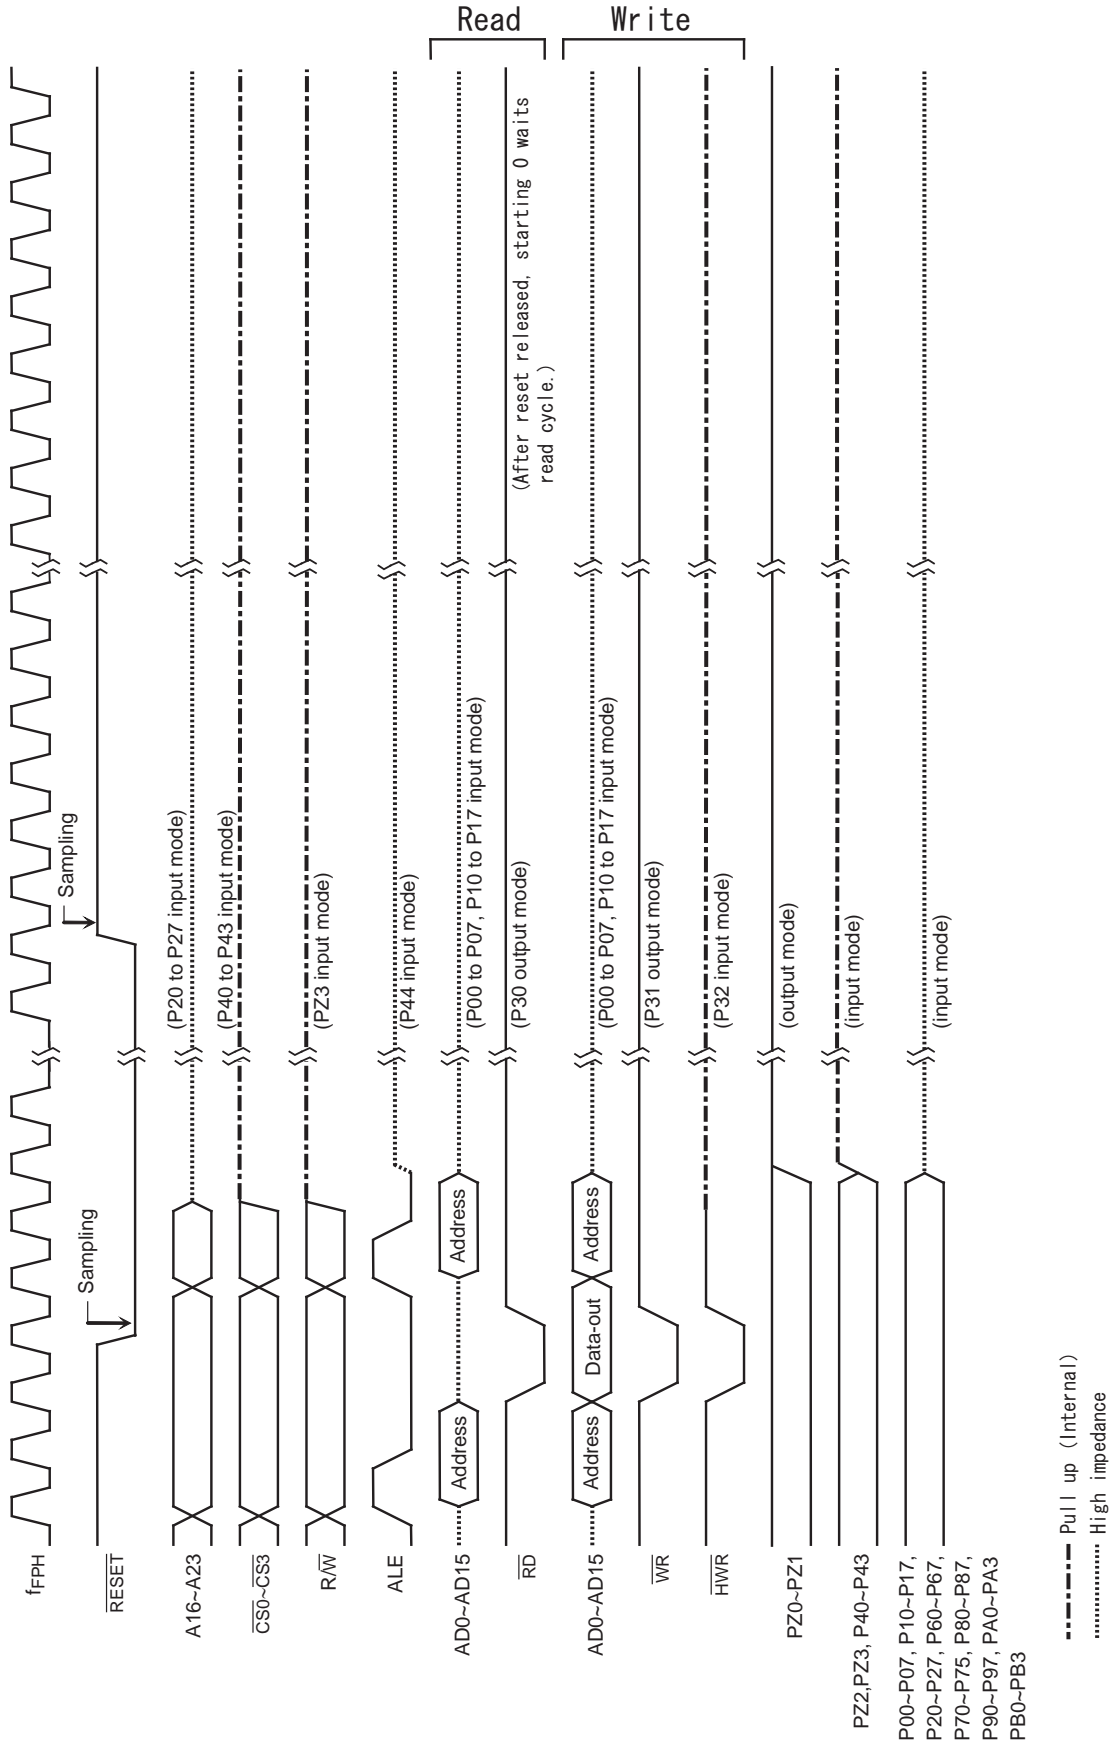 Read
Write
fFPH
RESET
Sampling
Sampling
A16~A23
(P20 to P27 input mode)
CS0~CS3
(P40 to P43 input mode)
R/W
(PZ3 input mode)
ALE
(P44 input mode)
AD0~AD15
Address
Address
(P00 to P07, P10 to P17 input mode)
RD
(P30 output mode)
(After reset released, starting 0 waits
read cycle.)
AD0~AD15
Address
Data-out
Address
(P00 to P07, P10 to P17 input mode)
WR
(P31 output mode)
HWR
(P32 input mode)
PZ0~PZ1
(output mode)
PZ2,PZ3, P40~P43
(input mode)
P00~P07, P10~P17,
P20~P27, P60~P67,
P70~P75, P80~P87,
P90~P97, PA0~PA3
PB0~PB3
(input mode)
Pull up (Internal)
High impedance